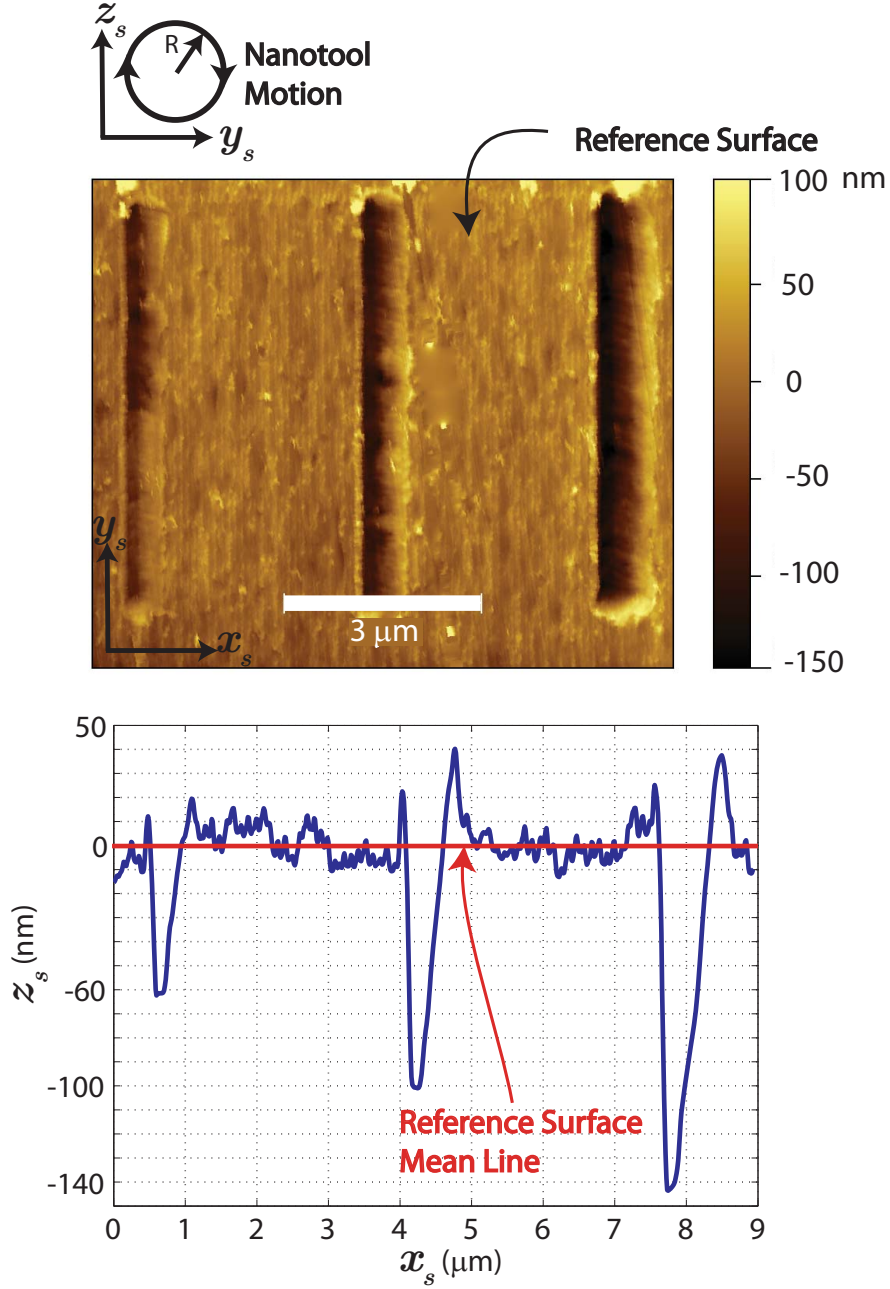 z_s
R
Nanotool
Motion
y_s
Reference Surface
100 nm
50
0
-50
-100
-150
y_s
x_s
3 μm
50
0
-60
-100
-140
z_s (nm)
Reference Surface
Mean Line
0 1 2 3 4 5 6 7 8 9
x_s (μm)